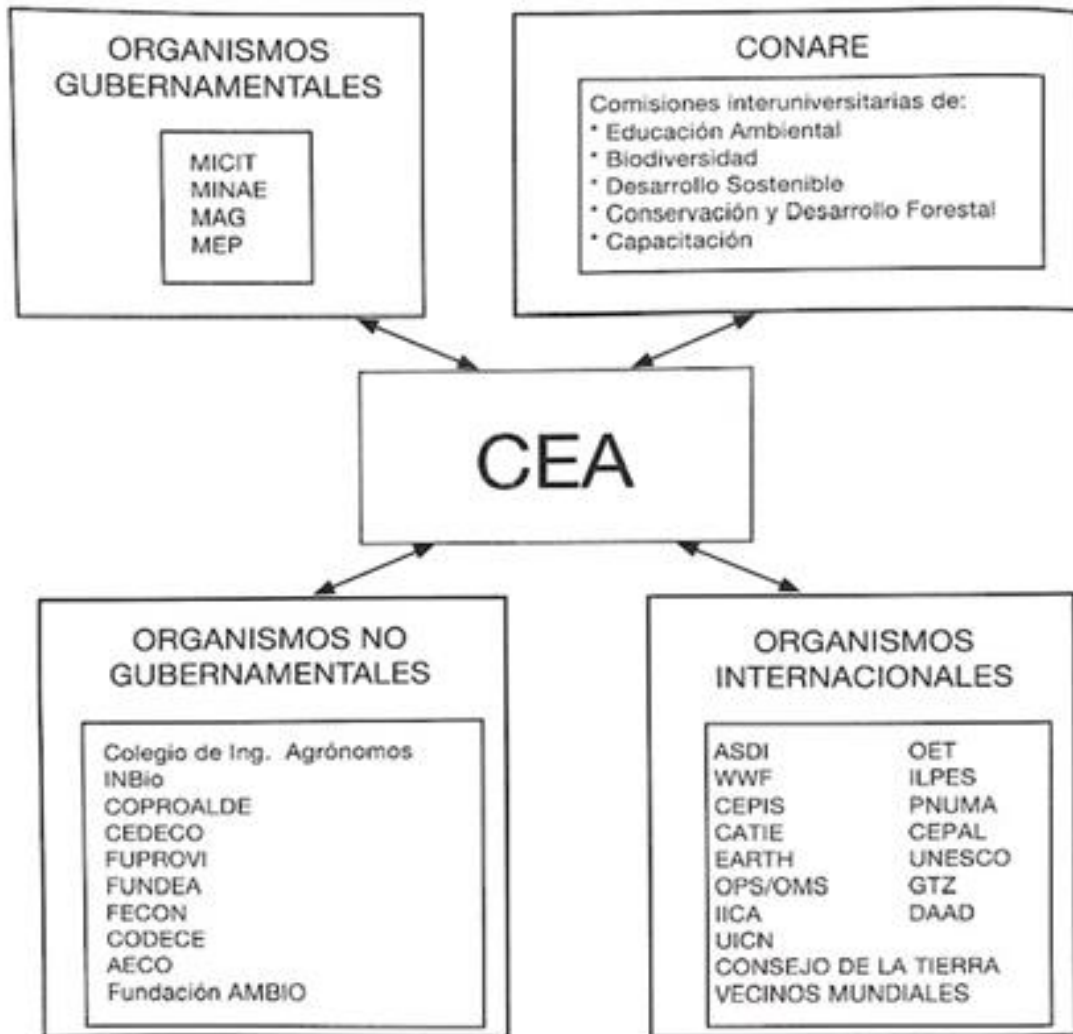 ORGANISMOS
GUBERNAMENTALES
MICIT
MINAE
MAG
MEP
CONARE
Comisiones interuniversitarias de:
* Educación Ambiental
* Biodiversidad
* Desarrollo Sostenible
* Conservación y Desarrollo Forestal
* Capacitación
CEA
ORGANISMOS NO
GUBERNAMENTALES
Colegio de Ing. Agrónomos
INBio
COPROALDE
CEDECO
FUPROVI
FUNDEA
FECON
CODECE
AECO
Fundación AMBIO
ORGANISMOS
INTERNACIONALES
ASDI OET
WWF ILPES
CEPIS PNUMA
CATIE CEPAL
EARTH UNESCO
OPS/OMS GTZ
IICA DAAD
UICN
CONSEJO DE LA TIERRA
VECINOS MUNDIALES